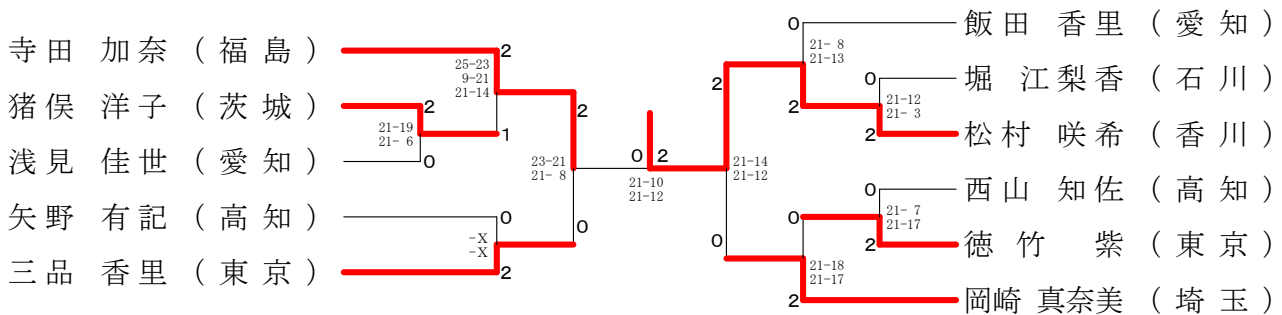 寺田 加奈 ( 福 島 )
2
25-23
9-21
21-14
猪俣 洋子 ( 茨 城 )
2
21-19
21- 6
1
浅見 佳世 ( 愛 知 )
0
2
23-21
21- 8
矢野 有記 ( 高 知 )
0
-X
-X
0
三品 香里 ( 東 京 )
2
0 2
21-10
21-12
0
飯田 香里 ( 愛 知 )
21- 8
21-13
2
0
堀 江梨香 ( 石 川 )
21-12
21- 3
2
2
松村 咲希 ( 香 川 )
21-14
21-12
0
西山 知佐 ( 高 知 )
21- 7
21-17
0
2
徳竹 紫 ( 東 京 )
0
21-18
21-17
2
岡崎 真奈美 ( 埼 玉 )